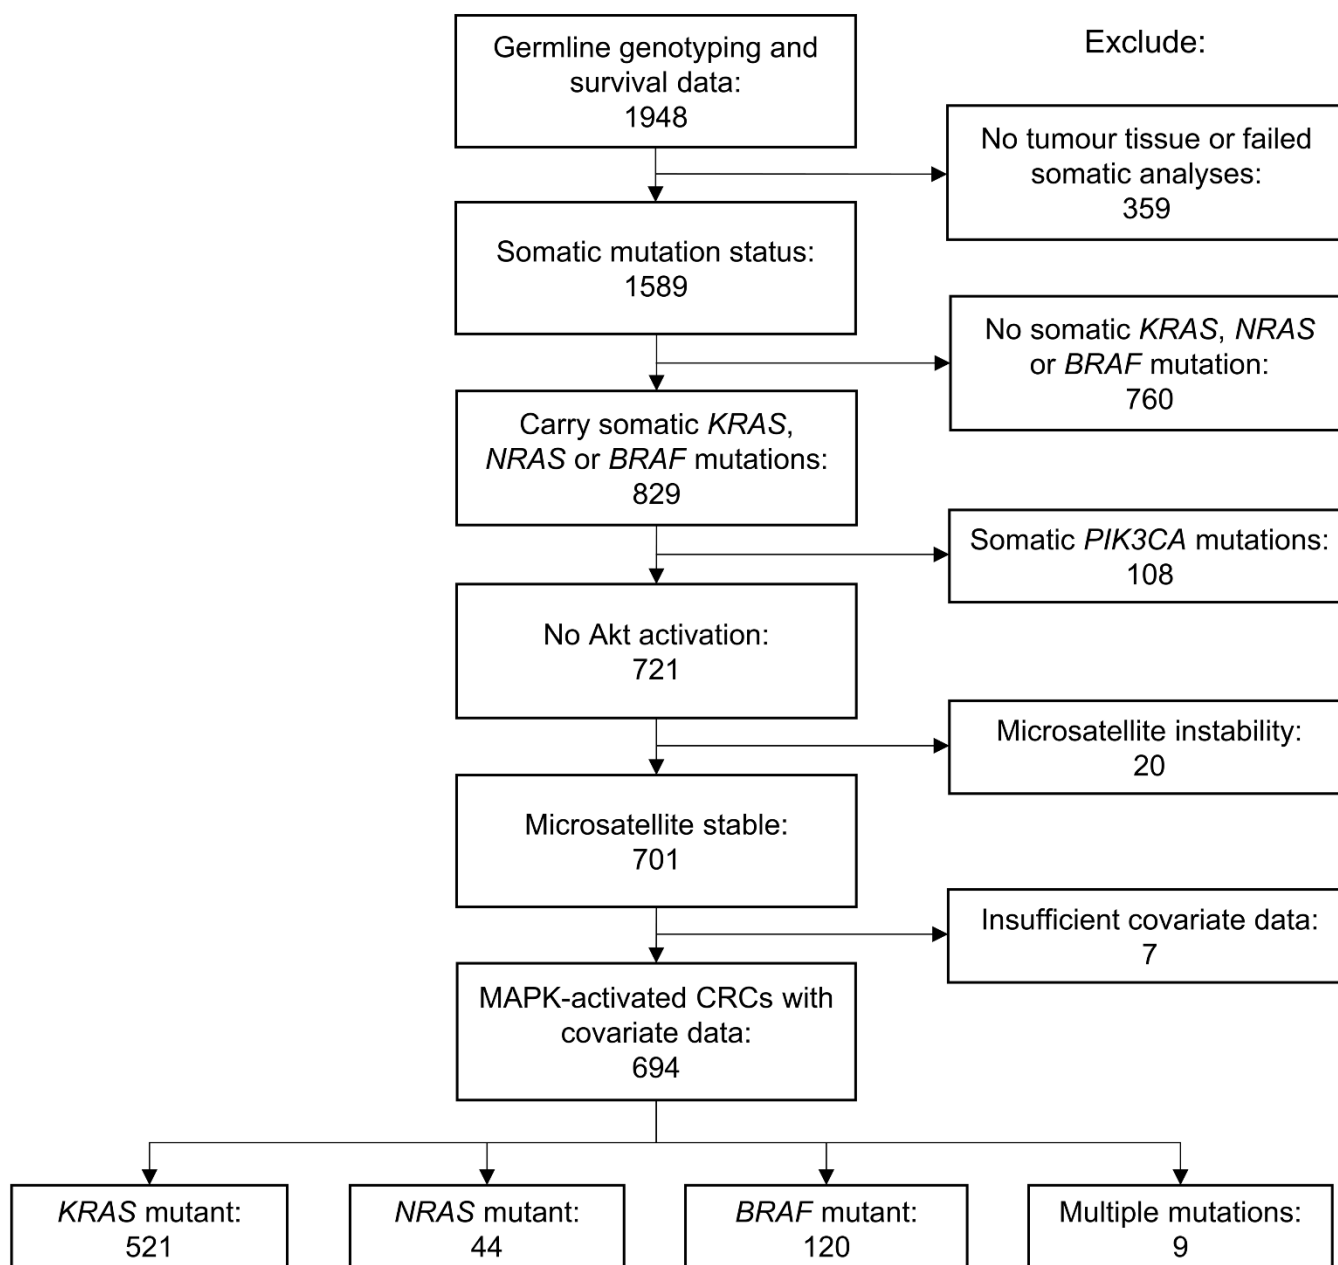 Germline genotyping and
survival data:
1948
Exclude:
No tumour tissue or failed
somatic analyses:
359
Somatic mutation status:
1589
No somatic KRAS, NRAS
or BRAF mutation:
760
Carry somatic KRAS,
NRAS or BRAF mutations:
829
Somatic PIK3CA mutations:
108
No Akt activation:
721
Microsatellite instability:
20
Microsatellite stable:
701
Insufficient covariate data:
7
MAPK-activated CRCs with
covariate data:
694
KRAS mutant:
521
NRAS mutant:
44
BRAF mutant:
120
Multiple mutations:
9